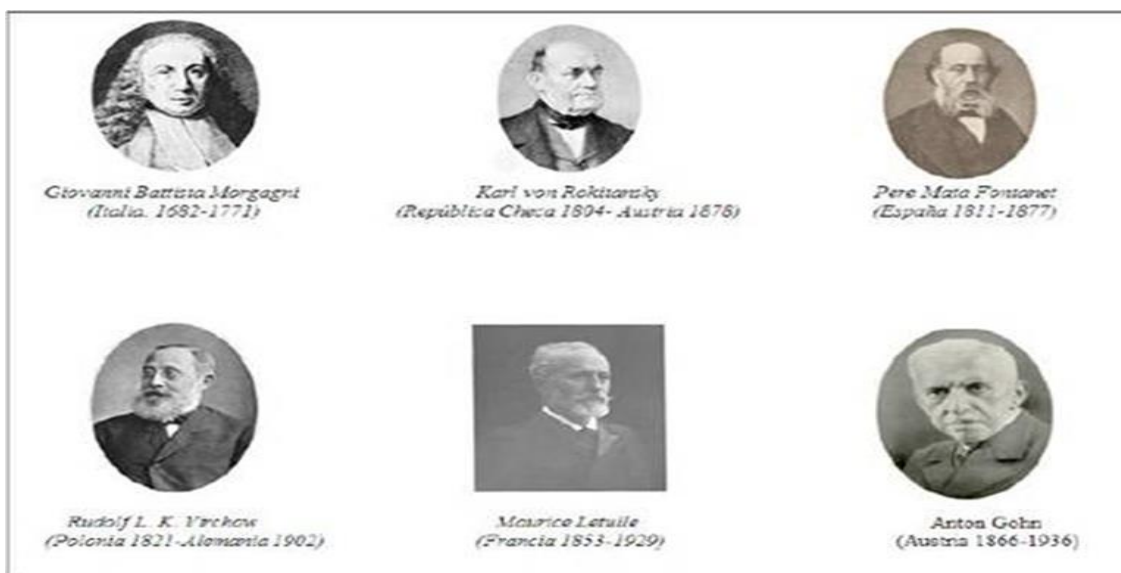 Giovanni Battista Morgagni
(Italia. 1682-1771)
Karl von Rokitansky
(República Checa 1804- Austria 1878)
Pere Mata Fontanet
(España 1811-1877)
Rudolf L. K. Virchow
(Polonia 1821-Alemania 1902)
Maurice Letulle
(Francia 1853-1929)
Anton Gohn
(Austria 1866-1936)